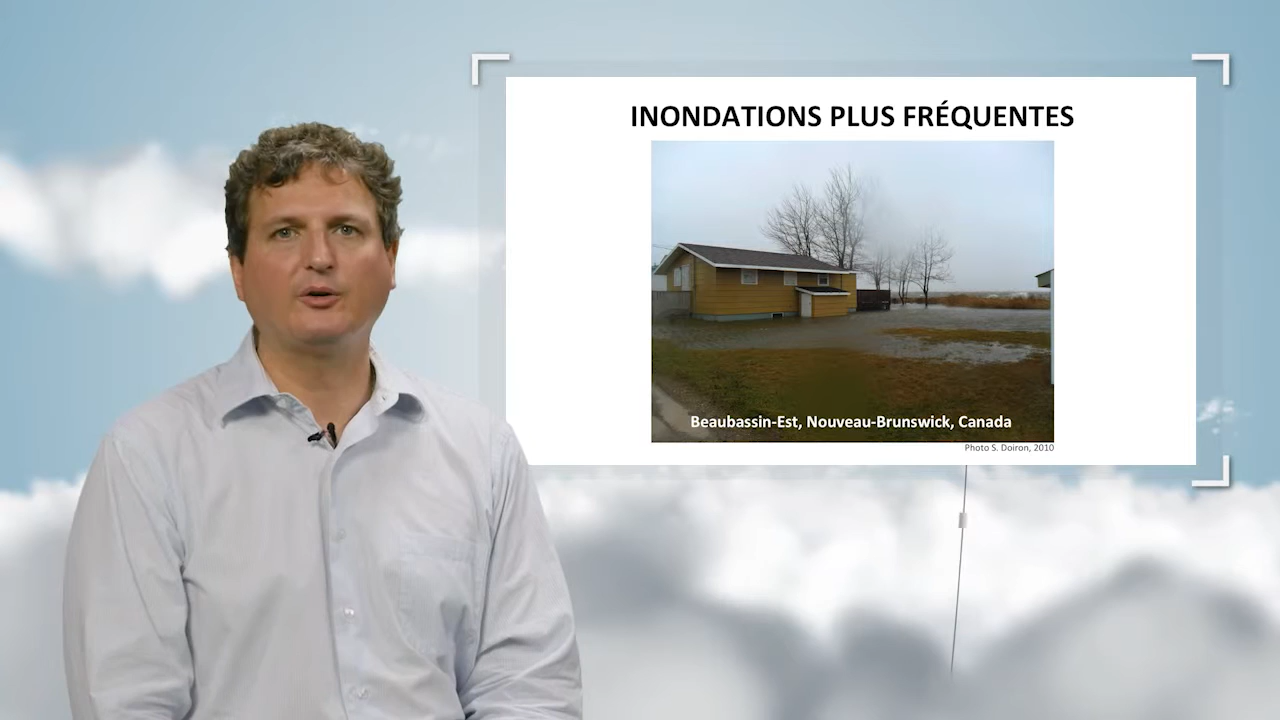 INONDATIONS PLUS FRÉQUENTES
Beaubassin-Est, Nouveau-Brunswick, Canada
Photo S. Doiron, 2010